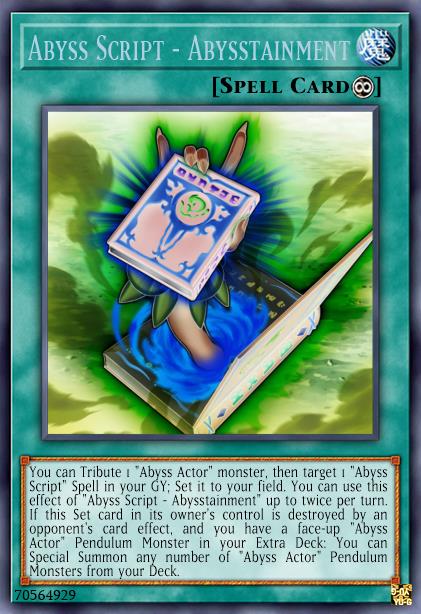 Abyss Script - Abysstainment
魔
[Spell Card]
You can Tribute 1 "Abyss Actor" monster, then target 1 "Abyss
Script" Spell in your GY; Set it to your field. You can use this
effect of "Abyss Script - Abysstainment" up to twice per turn.
If this Set card in its owner's control is destroyed by an
opponent's card effect, and you have a face-up "Abyss
Actor" Pendulum Monster in your Extra Deck: You can
Special Summon any number of "Abyss Actor" Pendulum
Monsters from your Deck.
70564929